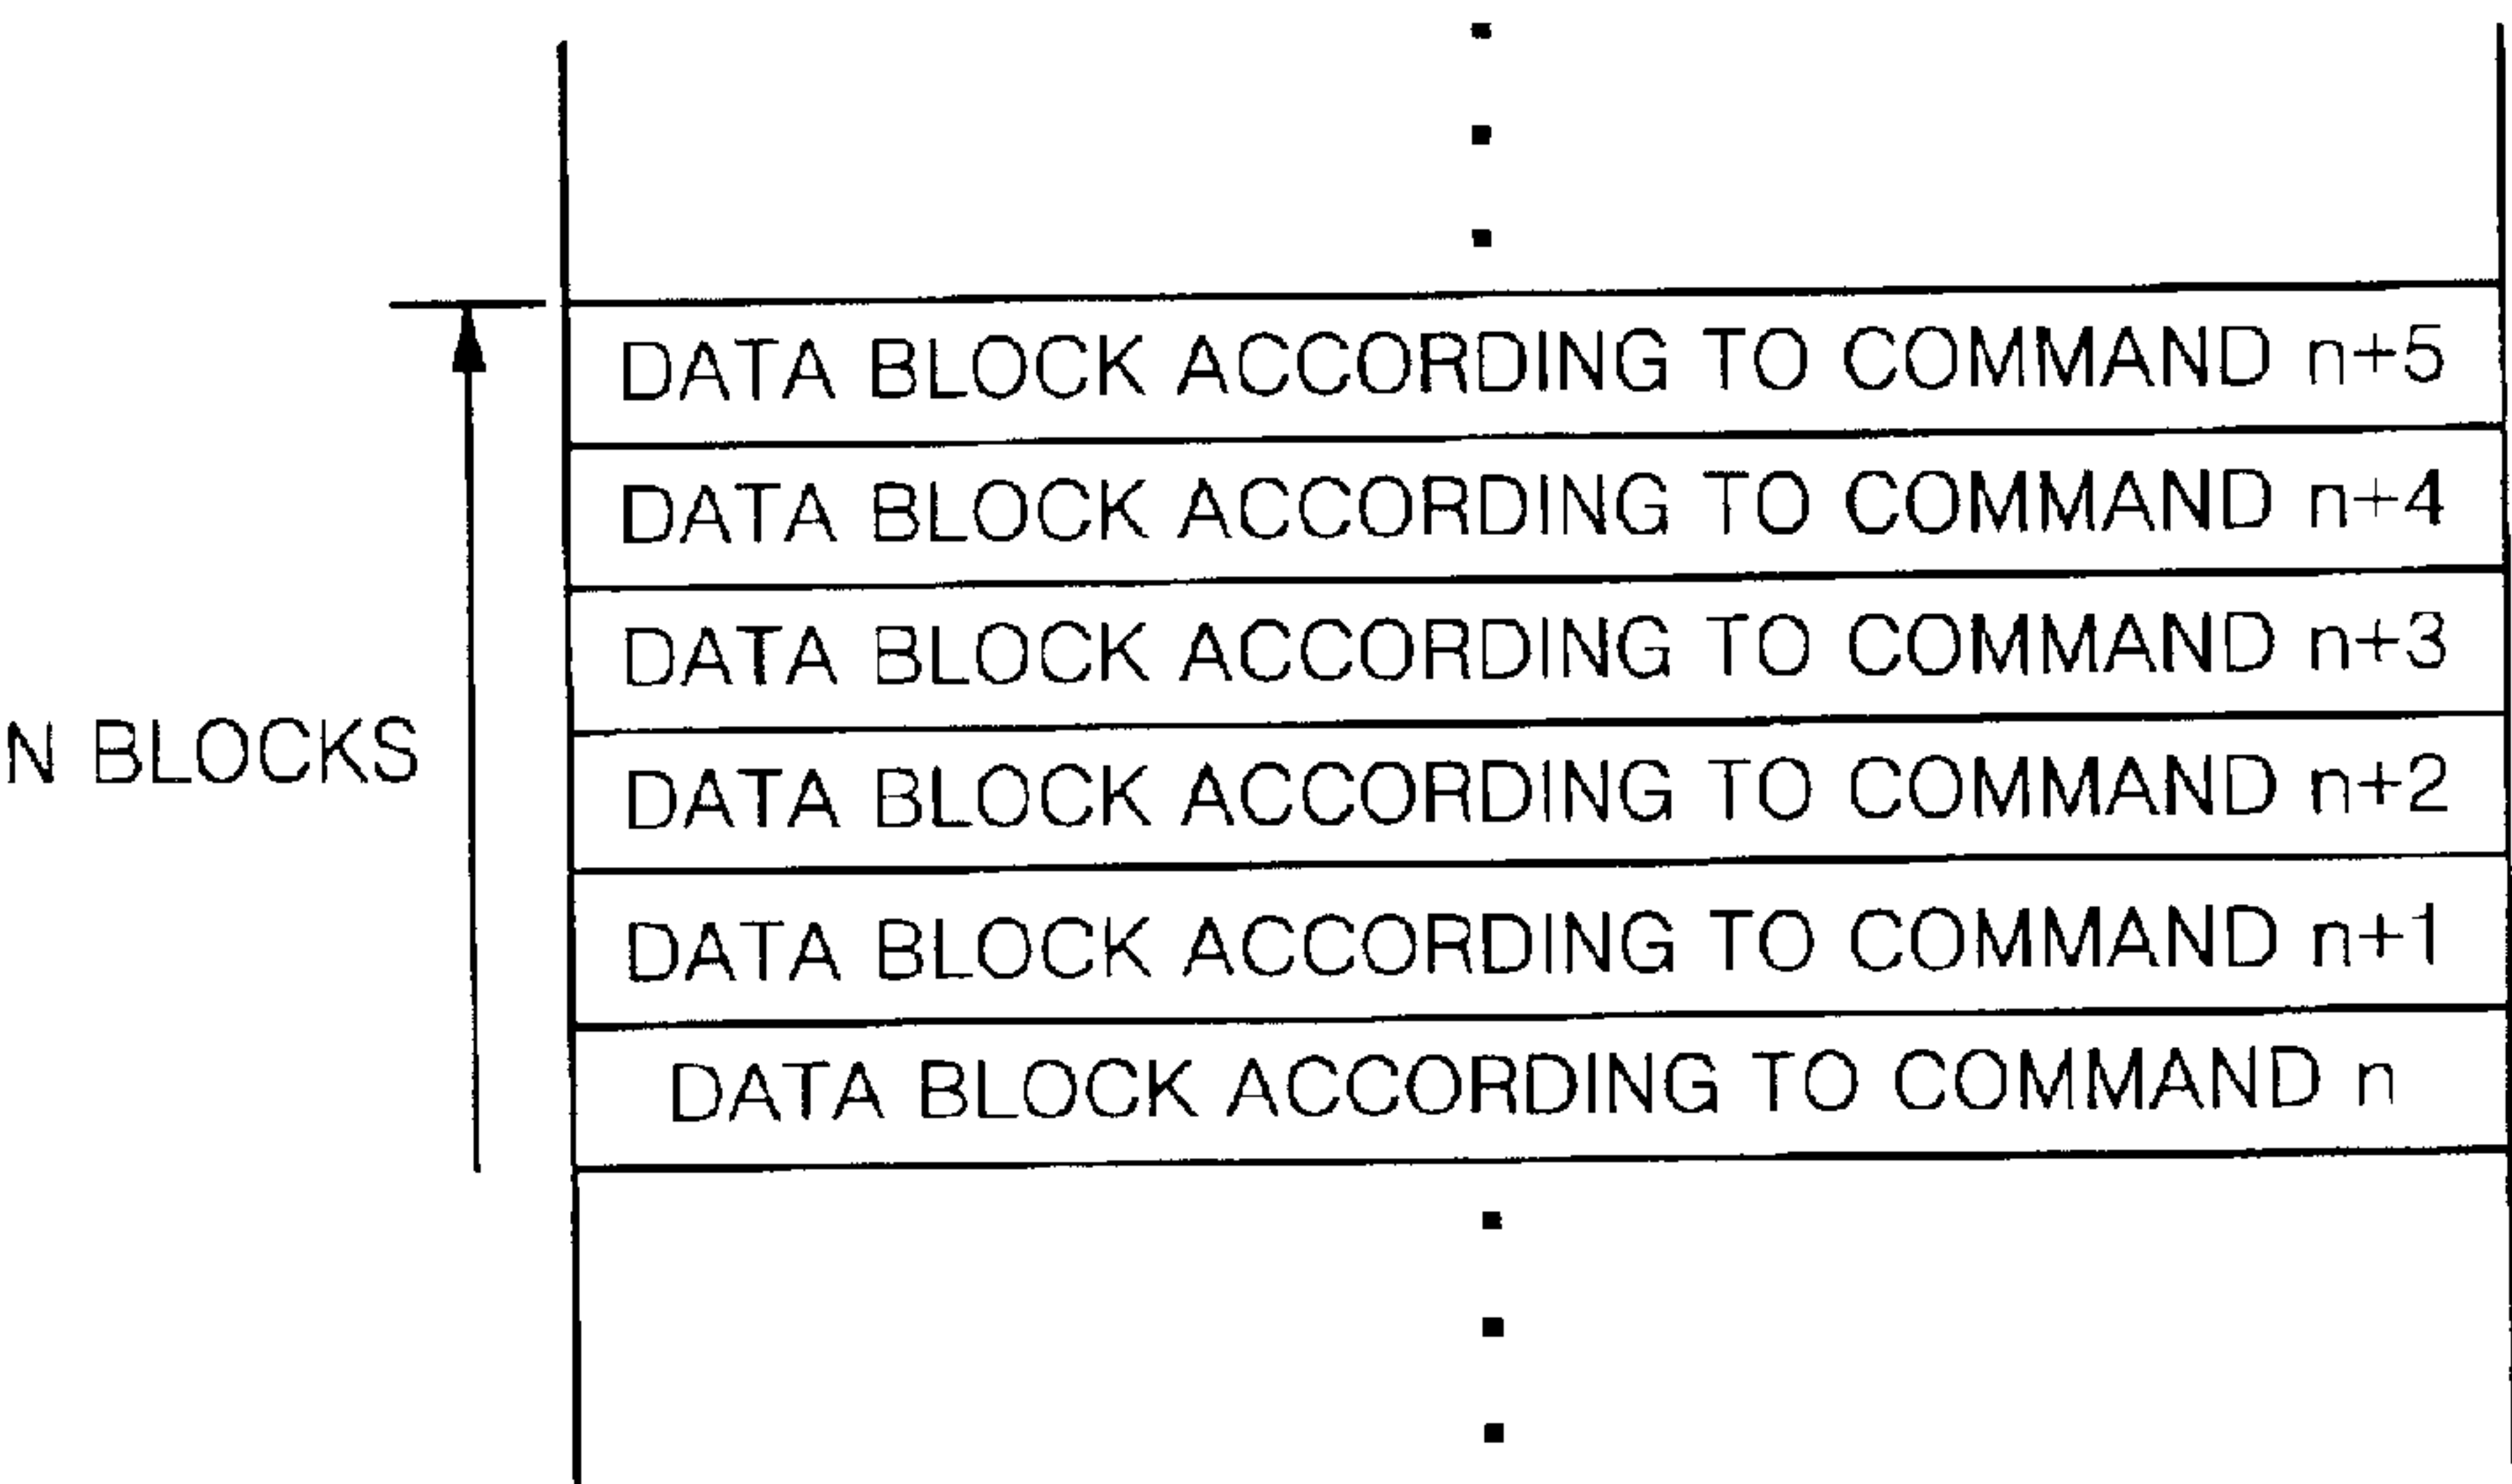 DATA BLOCK ACCORDING TO COMMAND n+5
DATA BLOCK ACCORDING TO COMMAND n+4
DATA BLOCK ACCORDING TO COMMAND n+3
N BLOCKS
DATA BLOCK ACCORDING TO COMMAND n+2
DATA BLOCK ACCORDING TO COMMAND n+1
DATA BLOCK ACCORDING TO COMMAND n